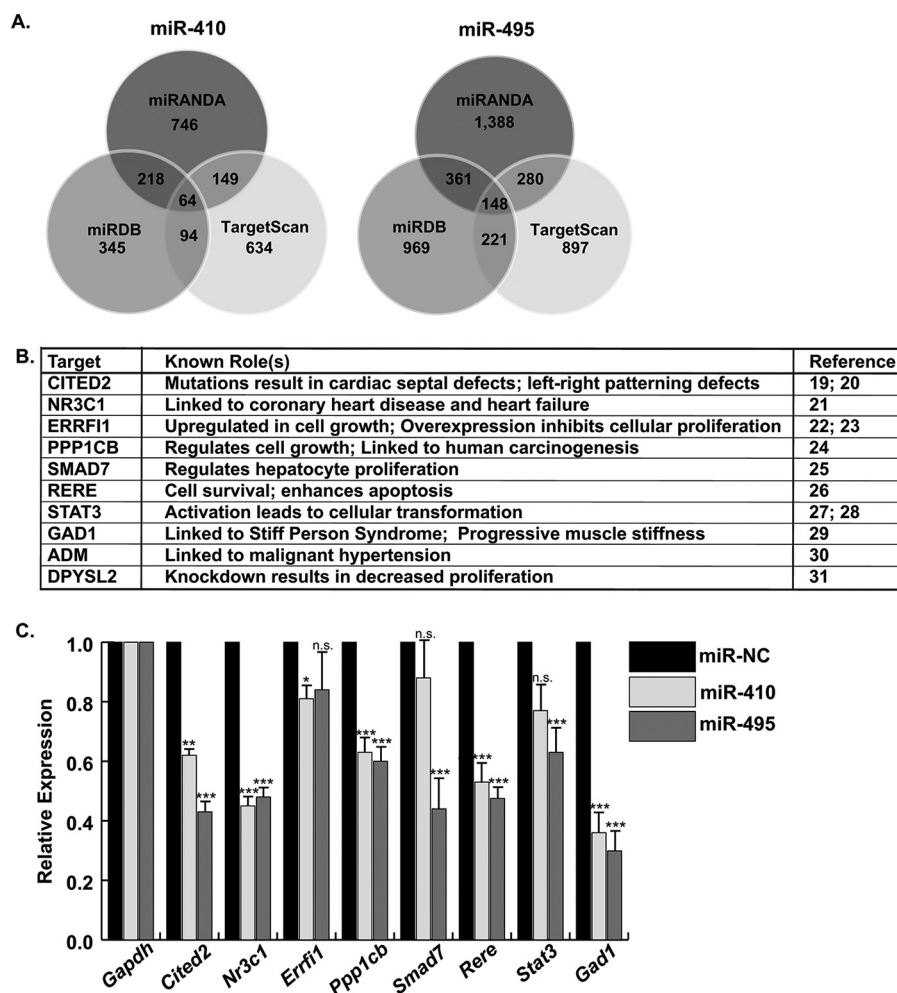 A.
miR-410
miR-495
miRANDA
746
218
149
64
miRDB
345
94
TargetScan
634
miRANDA
1,388
361
280
148
miRDB
969
221
TargetScan
897
B.
Target Known Role(s) Reference
CITED2 Mutations result in cardiac septal defects; left-right patterning defects 19; 20
NR3C1 Linked to coronary heart disease and heart failure 21
ERRFI1 Upregulated in cell growth; Overexpression inhibits cellular proliferation 22; 23
PPP1CB Regulates cell growth; Linked to human carcinogenesis 24
SMAD7 Regulates hepatocyte proliferation 25
RERE Cell survival; enhances apoptosis 26
STAT3 Activation leads to cellular transformation 27; 28
GAD1 Linked to Stiff Person Syndrome; Progressive muscle stiffness 29
ADM Linked to malignant hypertension 30
DPYSL2 Knockdown results in decreased proliferation 31
C.
Relative Expression
1.0
0.8
0.6
0.4
0.2
0.0
** ***
*** ***
* n.s.
*** ***
n.s. ***
*** ***
n.s. ***
*** ***
Gapdh Cited2 Nr3c1 Errfi1 Ppp1cb Smad7 Rere Stat3 Gad1
miR-NC
miR-410
miR-495